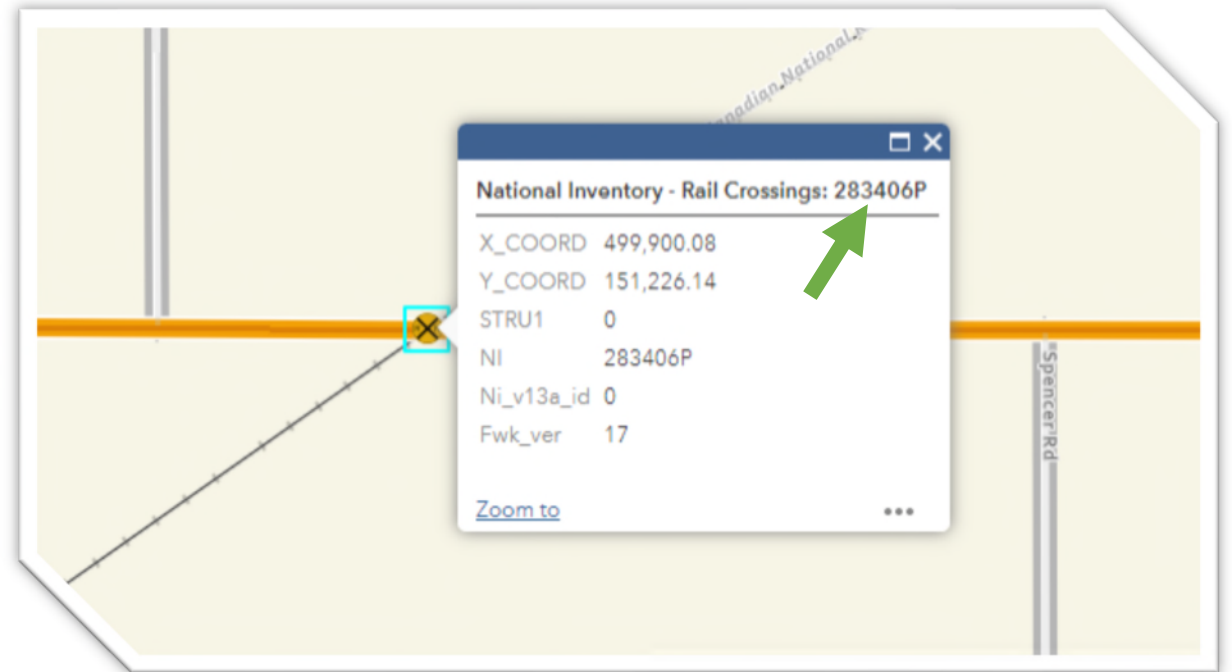 National Inventory - Rail Crossings: 283406P
X_COORD 499,900.08
Y_COORD 151,226.14
STRU1 0
NI 283406P
Ni_v13a_id 0
Fwk_ver 17
Zoom to
Spencer Rd
National